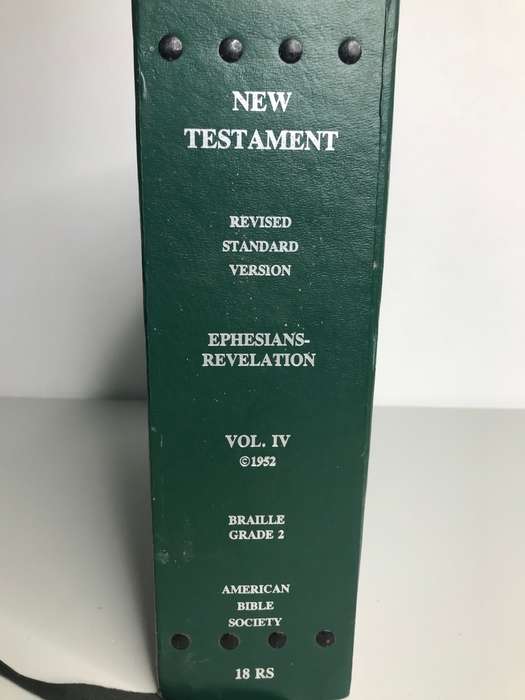 NEW
TESTAMENT
REVISED
STANDARD
VERSION
EPHESIANS-
REVELATION
VOL. IV
©1952
BRAILLE
GRADE 2
AMERICAN
BIBLE
SOCIETY
18 RS